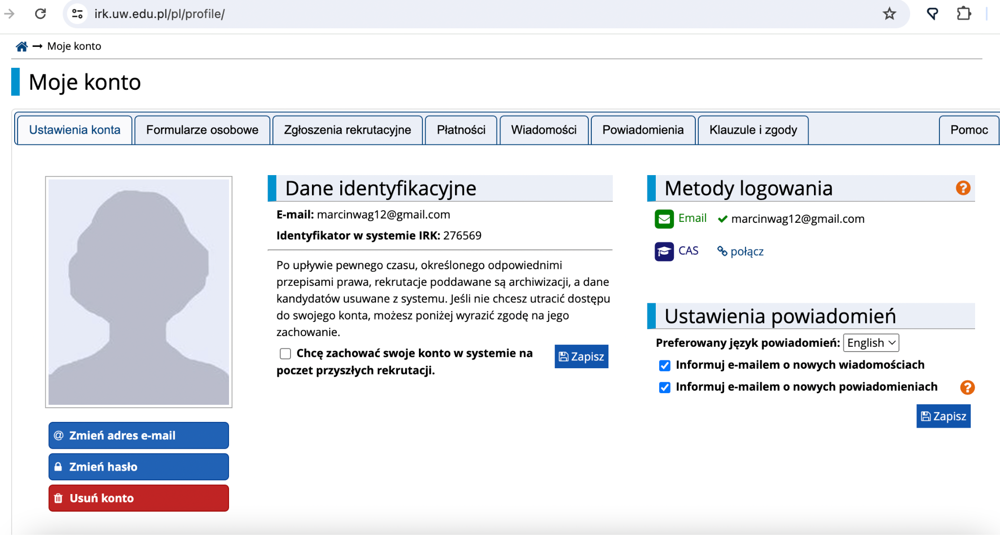 irk.uw.edu.pl/pl/profile/
Moje konto
Moje konto
Ustawienia konta
Formularze osobowe
Zgłoszenia rekrutacyjne
Płatności
Wiadomości
Powiadomienia
Klauzule i zgody
Pomoc
Zmień adres e-mail
Zmień hasło
Usuń konto
Dane identyfikacyjne
E-mail: marcinwag12@gmail.com
Identyfikator w systemie IRK: 276569
Po upływie pewnego czasu, określonego odpowiednimi
przepisami prawa, rekrutacje poddawane są archiwizacji, a dane
kandydatów usuwane z systemu. Jeśli nie chcesz utracić dostępu
do swojego konta, możesz poniżej wyrazić zgodę na jego
zachowanie.
Chcę zachować swoje konto w systemie na
poczet przyszłych rekrutacji.
Zapisz
Metody logowania
Email marcinwag12@gmail.com
CAS połącz
Ustawienia powiadomień
Preferowany język powiadomień: English
Informuj e-mailem o nowych wiadomościach
Informuj e-mailem o nowych powiadomieniach
Zapisz